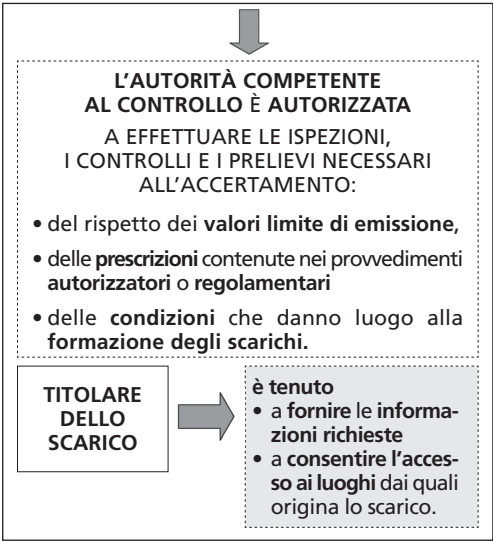 L'AUTORITÀ COMPETENTE
AL CONTROLLO È AUTORIZZATA
A EFFETTUARE LE ISPEZIONI,
I CONTROLLI E I PRELIEVI NECESSARI
ALL'ACCERTAMENTO:
• del rispetto dei valori limite di emissione,
• delle prescrizioni contenute nei provvedimenti
autorizzatori o regolamentari
• delle condizioni che danno luogo alla
formazione degli scarichi.
TITOLARE
DELLO
SCARICO
è tenuto
• a fornire le informa-
zioni richieste
• a consentire l'acces-
so ai luoghi dai quali
origina lo scarico.